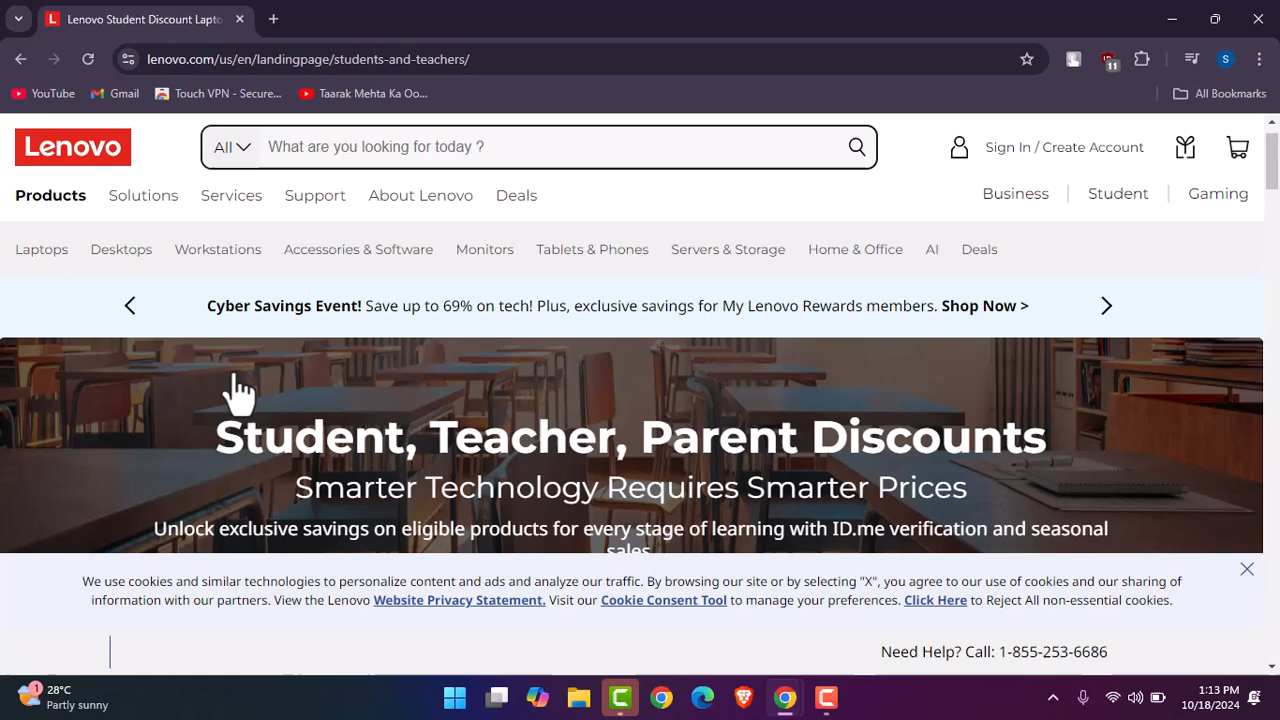 Lenovo Student Discount Lapto
lenovo.com/us/en/landingpage/students-and-teachers/
11
S
YouTube
Gmail
Touch VPN - Secure...
Taarak Mehta Ka Oo...
All Bookmarks
Lenovo
All
What are you looking for today ?
Sign In / Create Account
Products Solutions Services Support About Lenovo Deals
Business | Student | Gaming
Laptops Desktops Workstations Accessories & Software Monitors Tablets & Phones Servers & Storage Home & Office AI Deals
Cyber Savings Event! Save up to 69% on tech! Plus, exclusive savings for My Lenovo Rewards members. Shop Now >
Student, Teacher, Parent Discounts
Smarter Technology Requires Smarter Prices
Unlock exclusive savings on eligible products for every stage of learning with ID.me verification and seasonal
sales.
We use cookies and similar technologies to personalize content and ads and analyze our traffic. By browsing our site or by selecting "X", you agree to our use of cookies and our sharing of
information with our partners. View the Lenovo Website Privacy Statement. Visit our Cookie Consent Tool to manage your preferences. Click Here to Reject All non-essential cookies.
Need Help? Call: 1-855-253-6686
1
28°C
Partly sunny
1:13 PM
10/18/2024